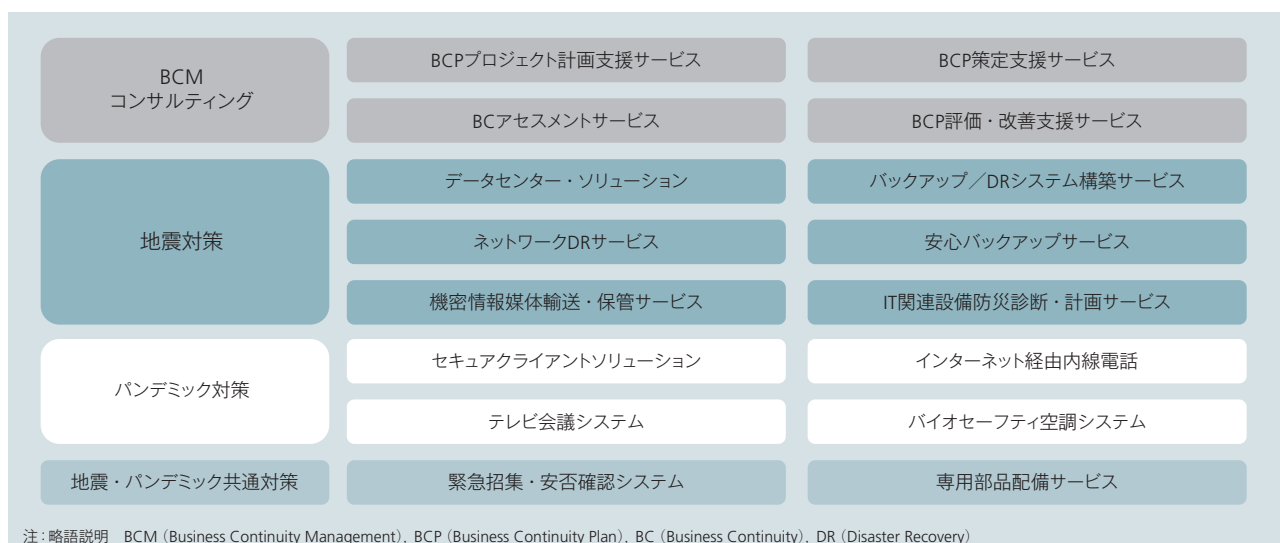 BCM
コンサルティング
BCPプロジェクト計画支援サービス
BCP策定支援サービス
BCアセスメントサービス
BCP評価・改善支援サービス
地震対策
データセンター・ソリューション
バックアップ／DRシステム構築サービス
ネットワークDRサービス
安心バックアップサービス
機密情報媒体輸送・保管サービス
IT関連設備防災診断・計画サービス
パンデミック対策
セキュアクライアントソリューション
インターネット経由内線電話
テレビ会議システム
バイオセーフティ空調システム
地震・パンデミック共通対策
緊急招集・安否確認システム
専用部品配備サービス
注：略語説明　BCM（Business Continuity Management），BCP（Business Continuity Plan），BC（Business Continuity），DR（Disaster Recovery）